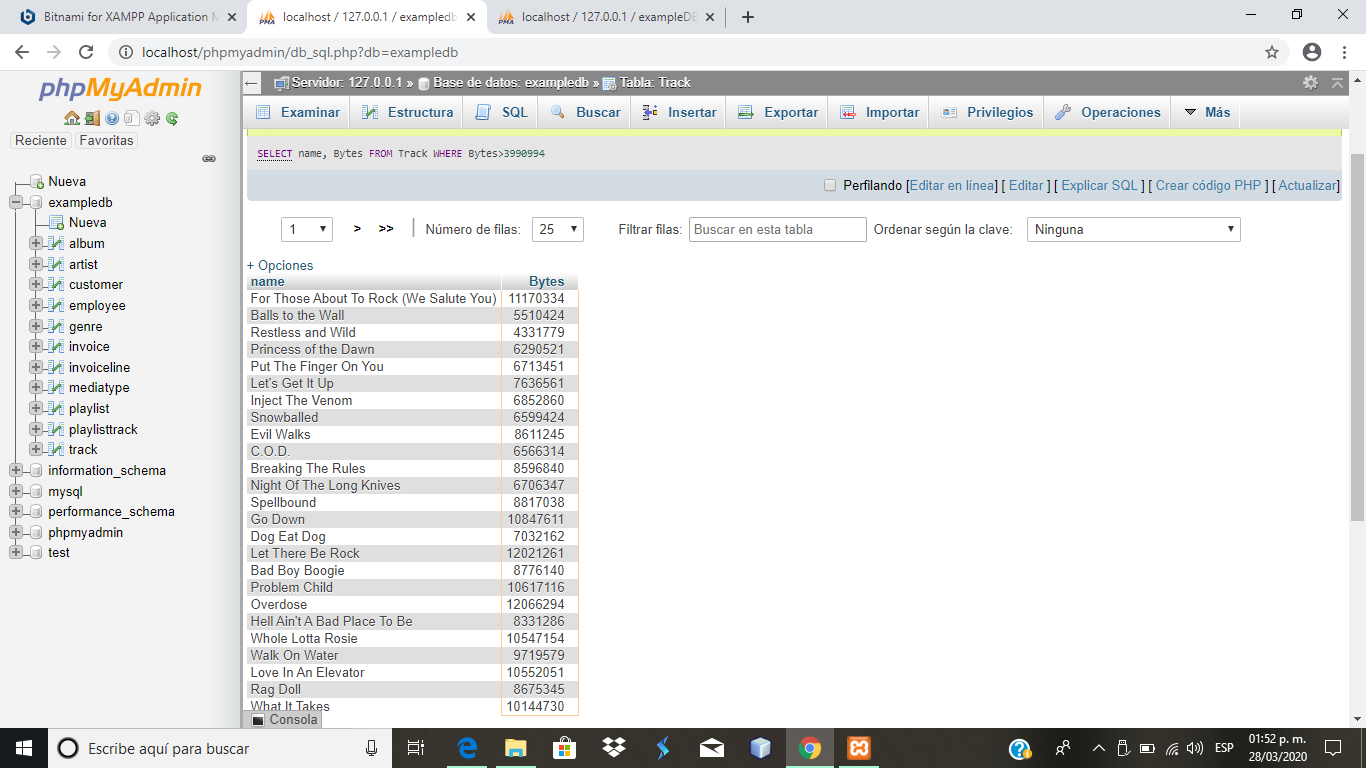 Bitnami for XAMPP Application M
localhost / 127.0.0.1 / exampledb
localhost / 127.0.0.1 / exampleDB
localhost/phpmyadmin/db_sql.php?db=exampledb
phpMyAdmin
Reciente Favoritas
Nueva
exampledb
Nueva
album
artist
customer
employee
genre
invoice
invoiceline
mediatype
playlist
playlisttrack
track
information_schema
mysql
performance_schema
phpmyadmin
test
Servidor: 127.0.0.1 » Base de datos: exampledb » Tabla: Track
Examinar Estructura SQL Buscar Insertar Exportar Importar Privilegios Operaciones Más
SELECT name, Bytes FROM Track WHERE Bytes>3990994
Perfilando [Editar en línea] [ Editar ] [ Explicar SQL ] [ Crear código PHP ] [ Actualizar]
1 > >> Número de filas: 25 Filtrar filas: Buscar en esta tabla Ordenar según la clave: Ninguna
+ Opciones
name Bytes
For Those About To Rock (We Salute You) 11170334
Balls to the Wall 5510424
Restless and Wild 4331779
Princess of the Dawn 6290521
Put The Finger On You 6713451
Let's Get It Up 7636561
Inject The Venom 6852860
Snowballed 6599424
Evil Walks 8611245
C.O.D. 6566314
Breaking The Rules 8596840
Night Of The Long Knives 6706347
Spellbound 8817038
Go Down 10847611
Dog Eat Dog 7032162
Let There Be Rock 12021261
Bad Boy Boogie 8776140
Problem Child 10617116
Overdose 12066294
Hell Ain't A Bad Place To Be 8331286
Whole Lotta Rosie 10547154
Walk On Water 9719579
Love In An Elevator 10552051
Rag Doll 8675345
What It Takes 10144730
Consola
Escribe aquí para buscar
ESP
01:52 p. m.
28/03/2020